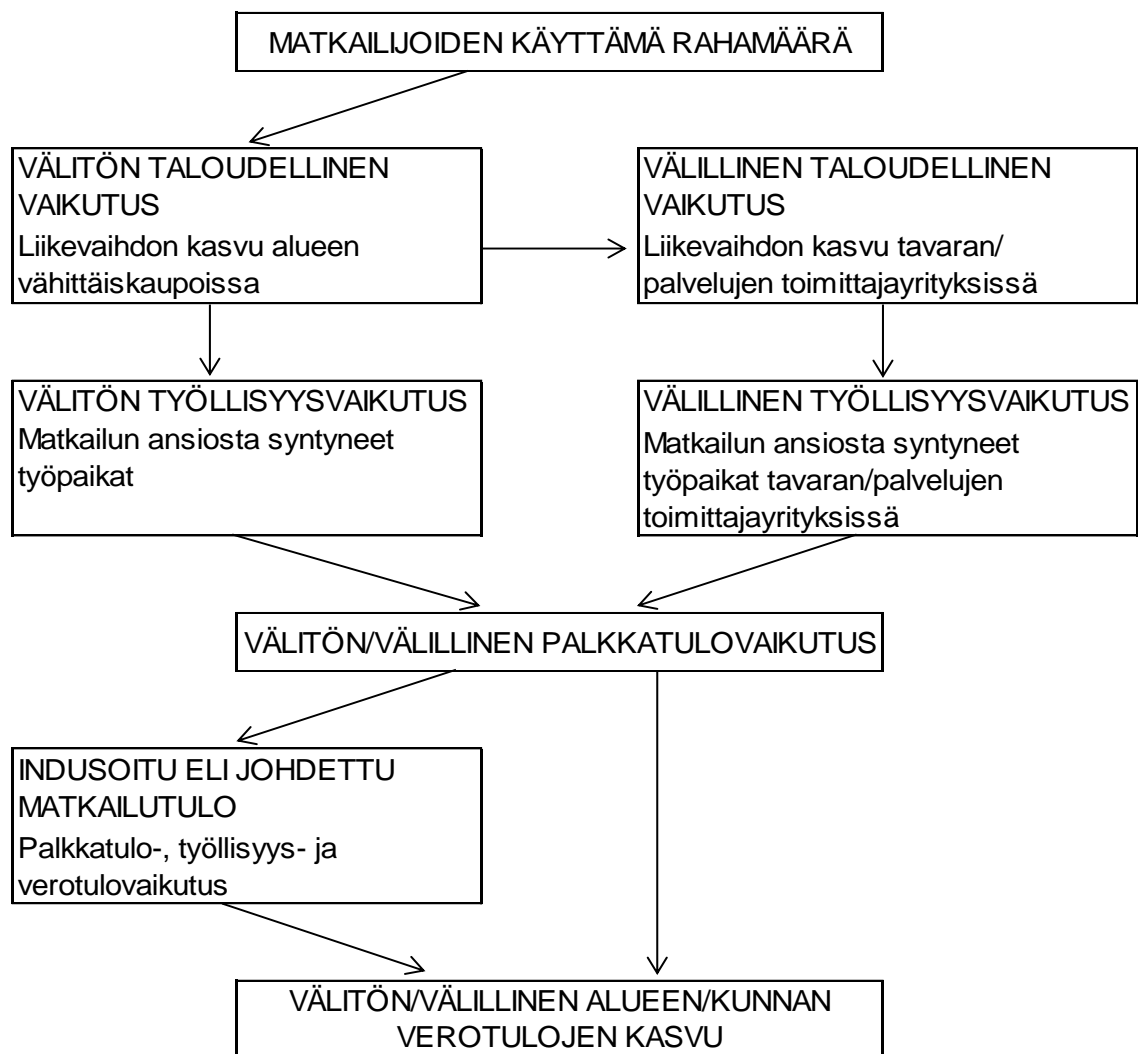 MATKAILIJOIDEN KÄYTTÄMÄ RAHAMÄÄRÄ
VÄLITÖN TALOUDELLINEN
VAIKUTUS
Liikevaihdon kasvu alueen
vähittäiskaupoissa
VÄLILLINEN TALOUDELLINEN
VAIKUTUS
Liikevaihdon kasvu tavaran/
palvelujen toimittajayrityksissä
VÄLITÖN TYÖLLISYYSVAIKUTUS
Matkailun ansiosta syntyneet
työpaikat
VÄLILLINEN TYÖLLISYYSVAIKUTUS
Matkailun ansiosta syntyneet
työpaikat tavaran/palvelujen
toimittajayrityksissä
VÄLITÖN/VÄLILLINEN PALKKATULOVAIKUTUS
INDUSOITU ELI JOHDETTU
MATKAILUTULO
Palkkatulo-, työllisyys- ja
verotulovaikutus
VÄLITÖN/VÄLILLINEN ALUEEN/KUNNAN
VEROTULOJEN KASVU